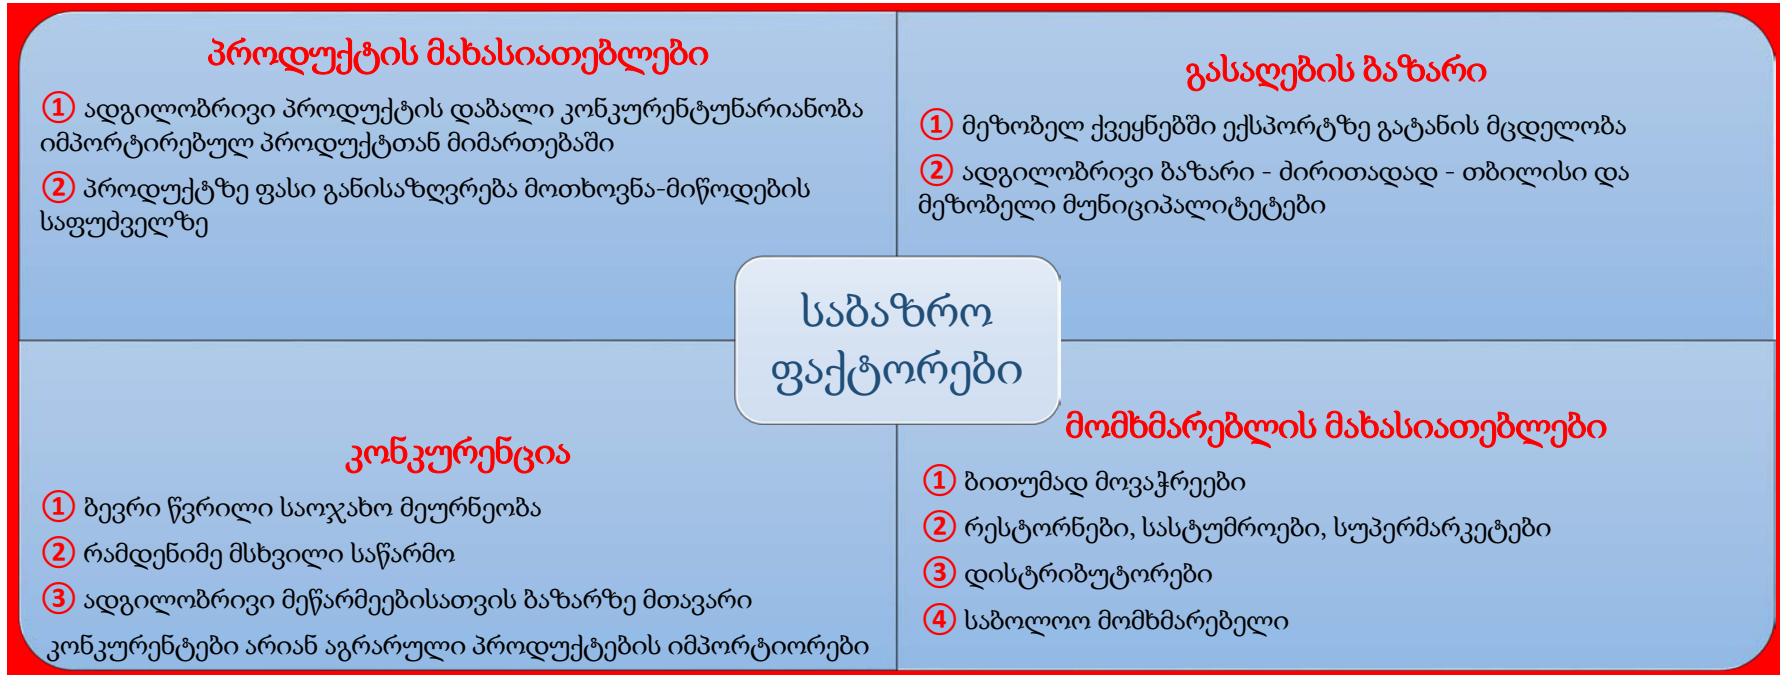 პროდუქტის მახასიათებლები
① ადგილობრივი პროდუქტის დაბალი კონკურენტუნარიანობა
იმპორტირებულ პროდუქტთან მიმართებაში
② პროდუქტზე ფასი განისაზღვრება მოთხოვნა-მიწოდების
საფუძველზე
გასაღების ბაზარი
① მეზობელ ქვეყნებში ექსპორტზე გატანის მცდელობა
② ადგილობრივი ბაზარი - ძირითადად - თბილისი და
მეზობელი მუნიციპალიტეტები
საბაზრო
ფაქტორები
კონკურენცია
① ბევრი წვრილი საოჯახო მეურნეობა
② რამდენიმე მსხვილი საწარმო
③ ადგილობრივი მეწარმეებისათვის ბაზარზე მთავარი
კონკურენტები არიან აგრარული პროდუქტების იმპორტიორები
მომხმარებლის მახასიათებლები
① ბითუმად მოვაჭრეები
② რესტორნები, სასტუმროები, სუპერმარკეტები
③ დისტრიბუტორები
④ საბოლოო მომხმარებელი